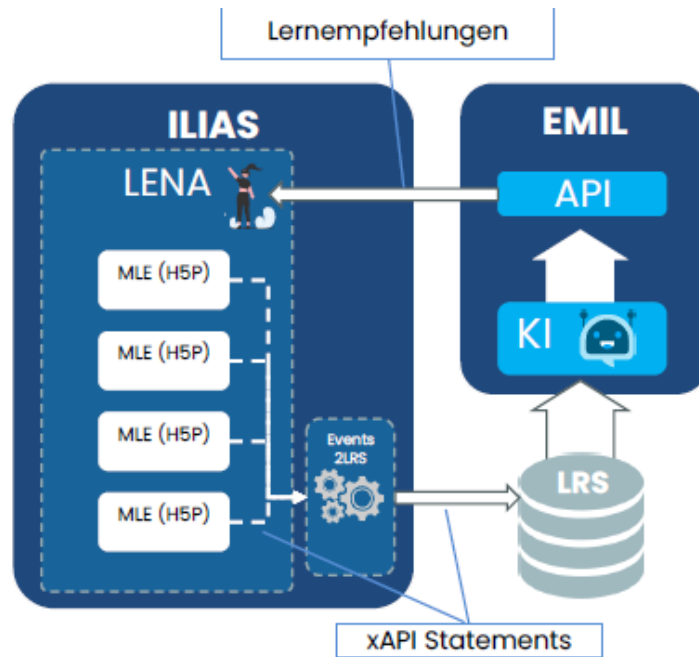 Lernempfehlungen
ILIAS
EMIL
LENA
API
MLE (H5P)
KI
MLE (H5P)
MLE (H5P)
Events
2LRS
LRS
MLE (H5P)
xAPI Statements